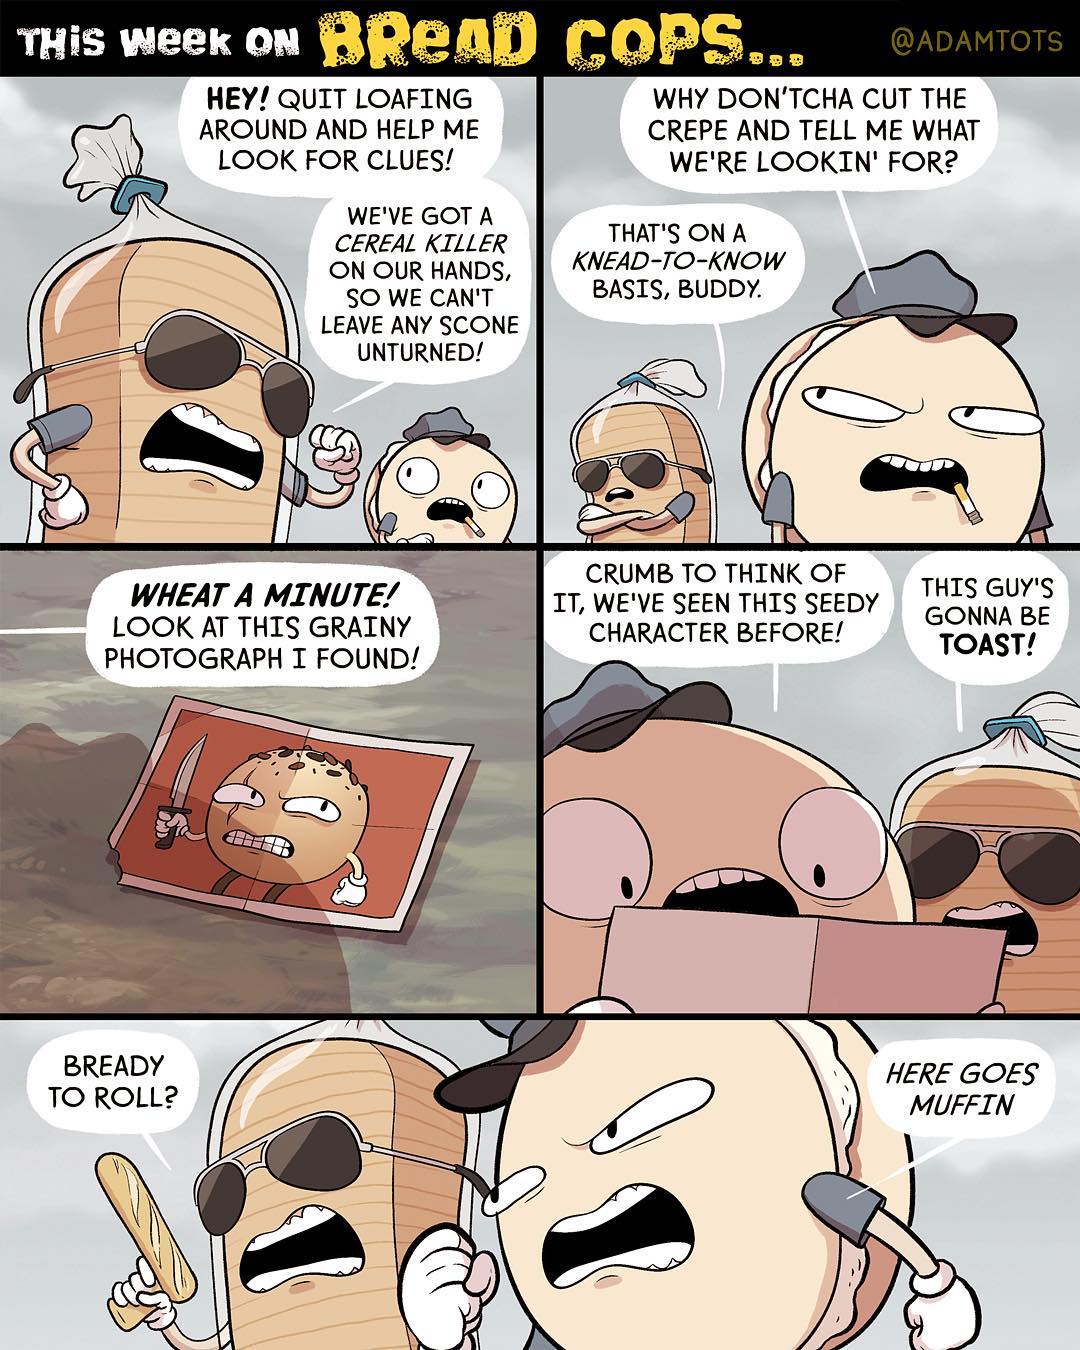 THIS WEEK ON BREAD COPS...
@ADAMTOTS
HEY! QUIT LOAFING
AROUND AND HELP ME
LOOK FOR CLUES!
WE'VE GOT A
CEREAL KILLER
ON OUR HANDS,
SO WE CAN'T
LEAVE ANY SCONE
UNTURNED!
WHY DON'TCHA CUT THE
CREPE AND TELL ME WHAT
WE'RE LOOKIN' FOR?
THAT'S ON A
KNEAD-TO-KNOW
BASIS, BUDDY.
WHEAT A MINUTE!
LOOK AT THIS GRAINY
PHOTOGRAPH I FOUND!
CRUMB TO THINK OF
IT, WE'VE SEEN THIS SEEDY
CHARACTER BEFORE!
THIS GUY'S
GONNA BE
TOAST!
BREADY
TO ROLL?
HERE GOES
MUFFIN